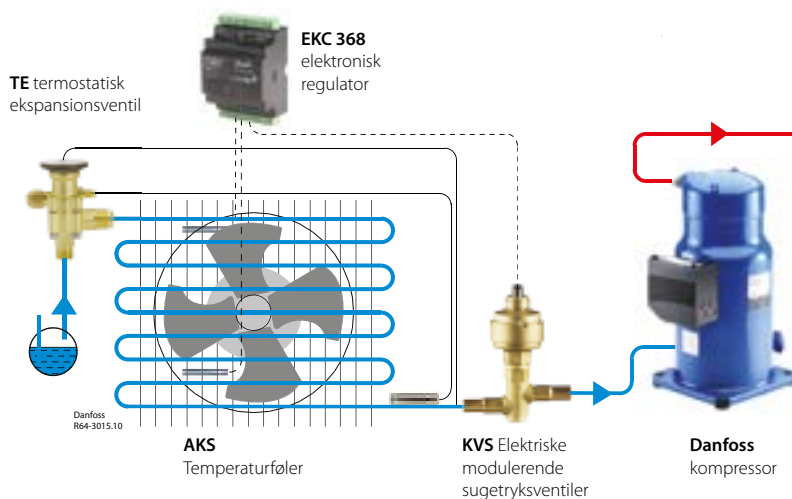 EKC 368
elektronisk
regulator
TE termostatisk
ekspansionsventil
Danfoss
R64-3015.10
AKS
Temperaturføler
KVS Elektriske
modulerende
sugetryksventiler
Danfoss
kompressor